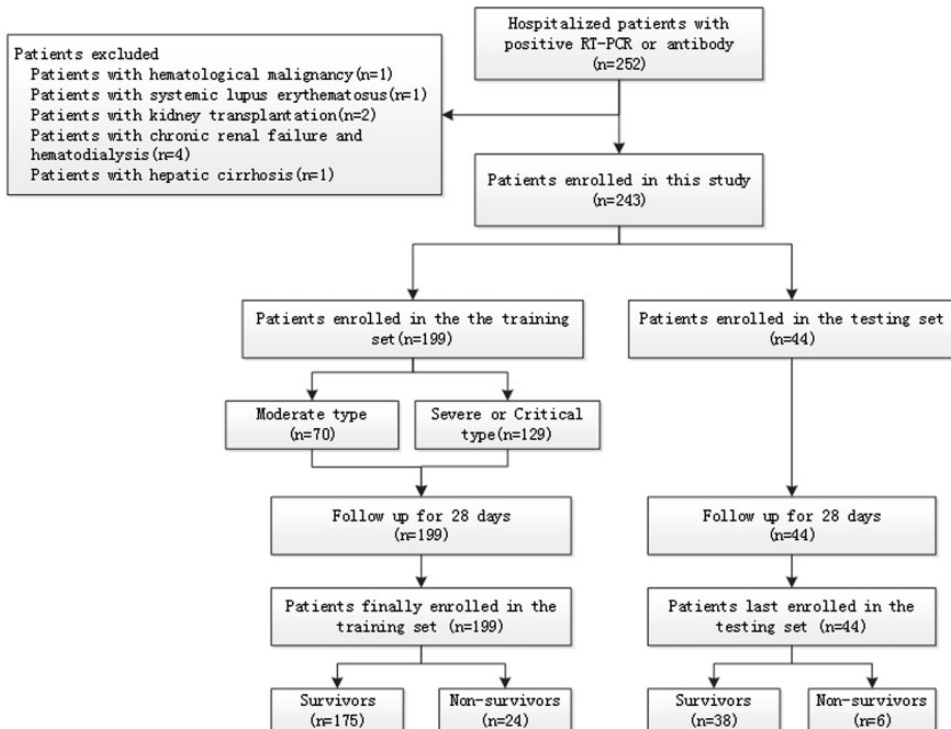 Hospitalized patients with
positive RT-PCR or antibody
(n=252)
Patients excluded
Patients with hematological malignancy(n=1)
Patients with systemic lupus erythematosus(n=1)
Patients with kidney transplantation(n=2)
Patients with chronic renal failure and
hematodialysis(n=4)
Patients with hepatic cirrhosis(n=1)
Patients enrolled in this study
(n=243)
Patients enrolled in the the training
set(n=199)
Patients enrolled in the testing set
(n=44)
Moderate type
(n=70)
Severe or Critical
type(n=129)
Follow up for 28 days
(n=199)
Follow up for 28 days
(n=44)
Patients finally enrolled in the
training set (n=199)
Patients last enrolled in the
testing set (n=44)
Survivors
(n=175)
Non-survivors
(n=24)
Survivors
(n=38)
Non-survivors
(n=6)